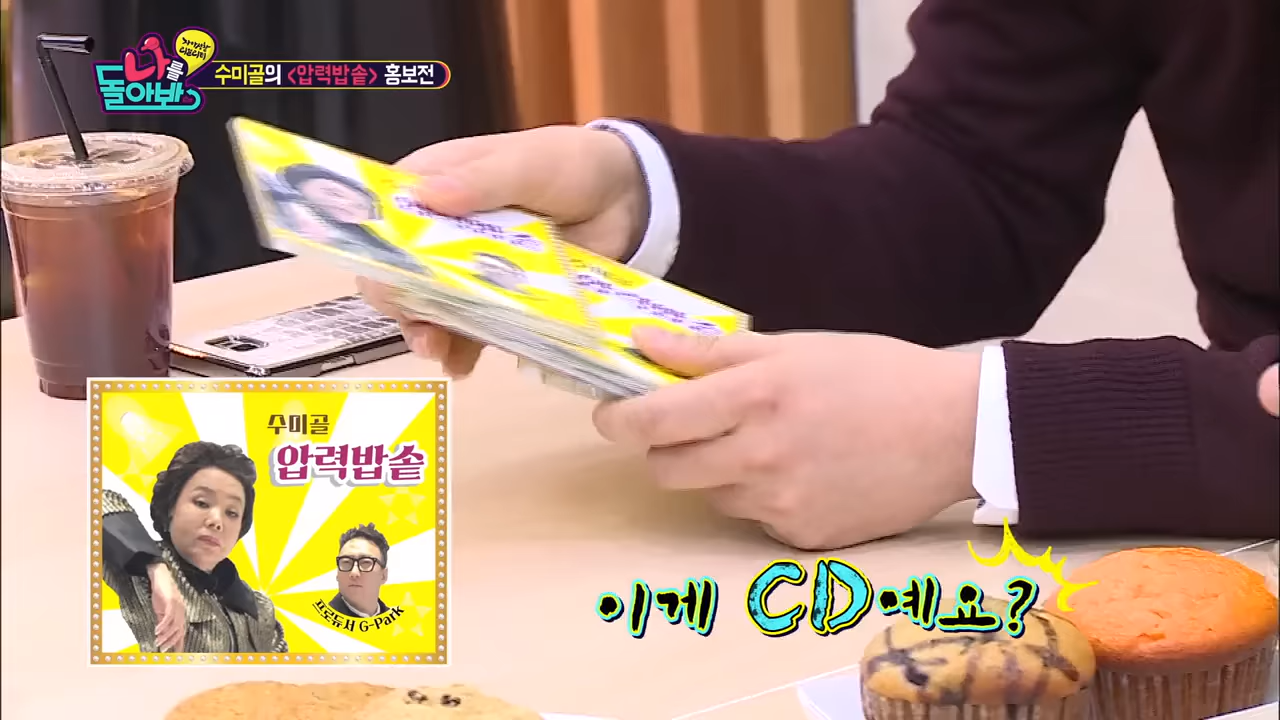 나를
돌아봐
수미골의 <압력밥솥> 홍보전
수미골
압력밥솥
프로듀서 G-Park
이게 CD예요?